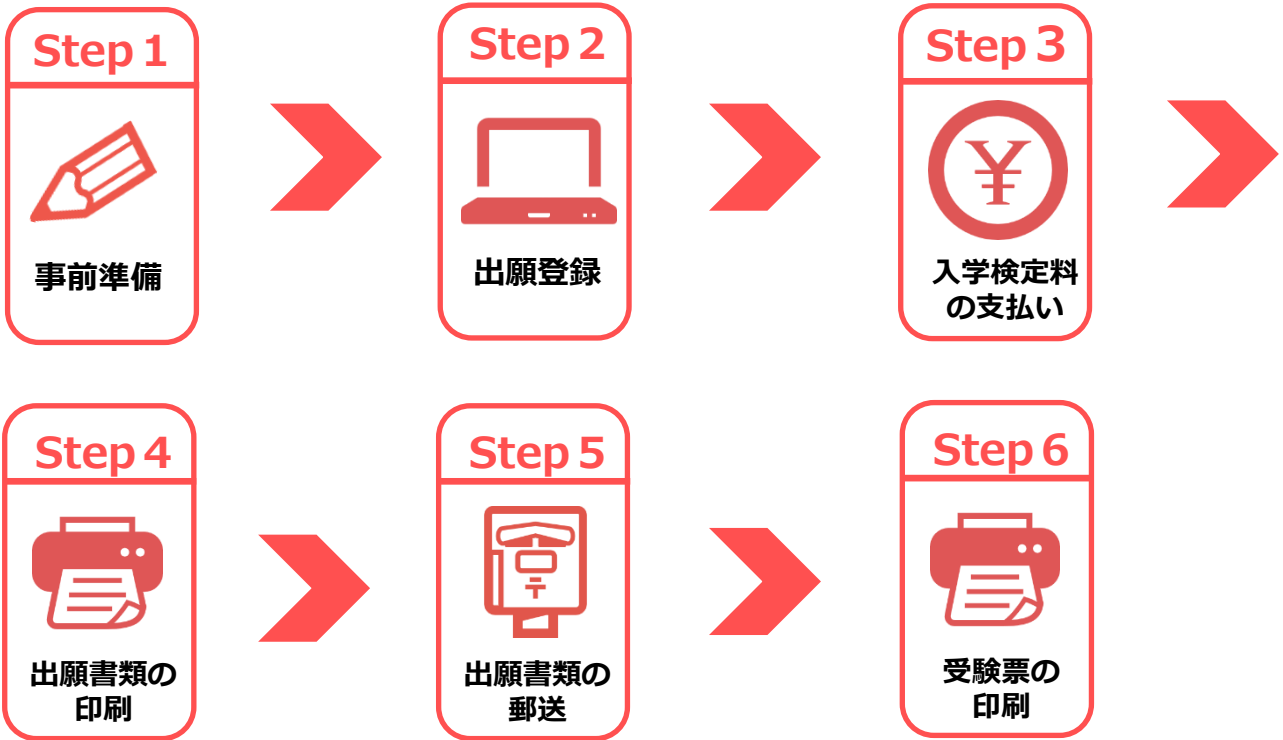 Step 1
事前準備
Step 2
出願登録
Step 3
¥
入学検定料
の支払い
Step 4
出願書類の
印刷
Step 5
〒
出願書類の
郵送
Step 6
受験票の
印刷